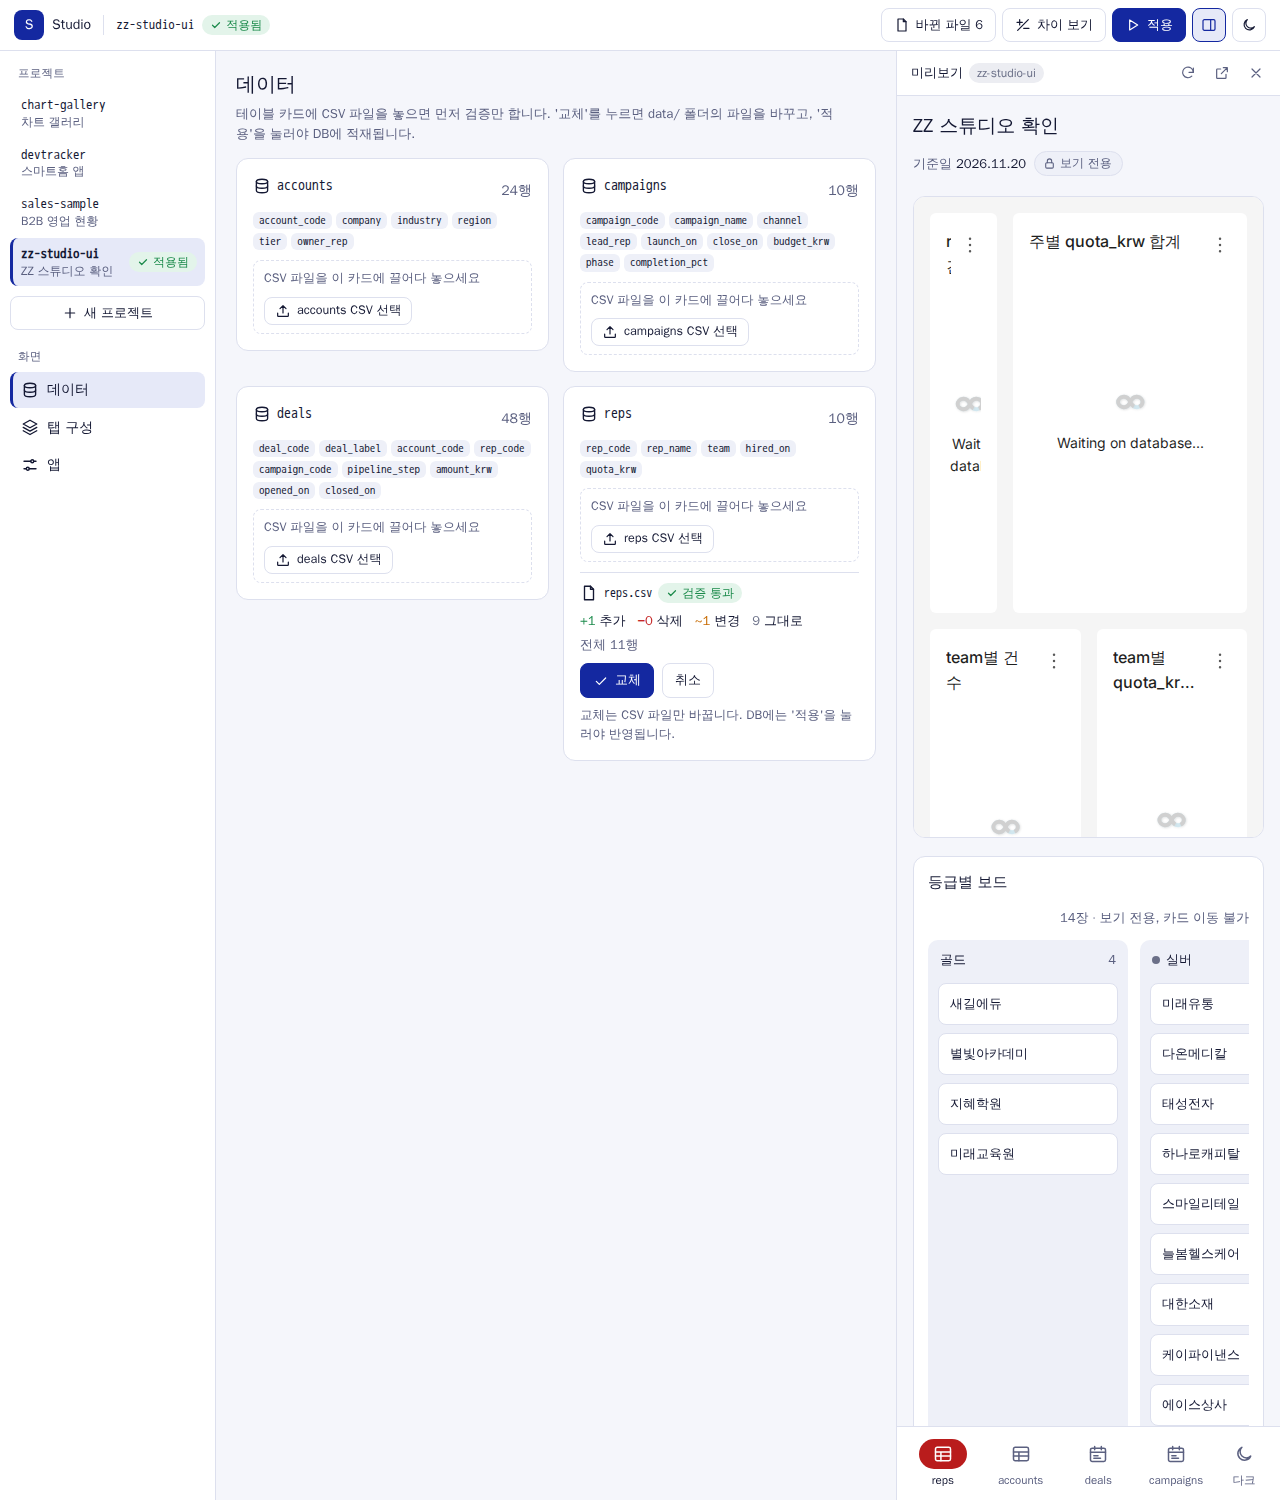 S Studio zz-studio-ui 적용됨 바뀐 파일 6 차이 보기 적용
프로젝트
chart-gallery
차트 갤러리
devtracker
스마트홈 앱
sales-sample
B2B 영업 현황
zz-studio-ui
ZZ 스튜디오 확인
적용됨
새 프로젝트
화면
데이터
탭 구성
앱
데이터
테이블 카드에 CSV 파일을 놓으면 먼저 검증만 합니다. '교체'를 누르면 data/ 폴더의 파일을 바꾸고, '적
용'을 눌러야 DB에 적재됩니다.
accounts 24행
account_code company industry region
tier owner_rep
CSV 파일을 이 카드에 끌어다 놓으세요
accounts CSV 선택
campaigns 10행
campaign_code campaign_name channel
lead_rep launch_on close_on budget_krw
phase completion_pct
CSV 파일을 이 카드에 끌어다 놓으세요
campaigns CSV 선택
deals 48행
deal_code deal_label account_code rep_code
campaign_code pipeline_step amount_krw
opened_on closed_on
CSV 파일을 이 카드에 끌어다 놓으세요
deals CSV 선택
reps 10행
rep_code rep_name team hired_on
quota_krw
CSV 파일을 이 카드에 끌어다 놓으세요
reps CSV 선택
reps.csv 검증 통과
+1 추가 −0 삭제 ~1 변경 9 그대로
전체 11행
교체 취소
교체는 CSV 파일만 바꿉니다. DB에는 '적용'을 눌
러야 반영됩니다.
미리보기 zz-studio-ui
ZZ 스튜디오 확인
기준일 2026.11.20 보기 전용
주별 quota_krw 합계
Wait
data
Waiting on database...
team별 건
수
team별
quota_kr...
등급별 보드
14장 · 보기 전용, 카드 이동 불가
골드 4
새길에듀
별빛아카데미
지혜학원
미래교육원
실버
미래유통
다온메디칼
태성전자
하나로캐피탈
스마일리테일
늘봄헬스케어
대한소재
케이파이낸스
에이스상사
reps accounts deals campaigns 다크